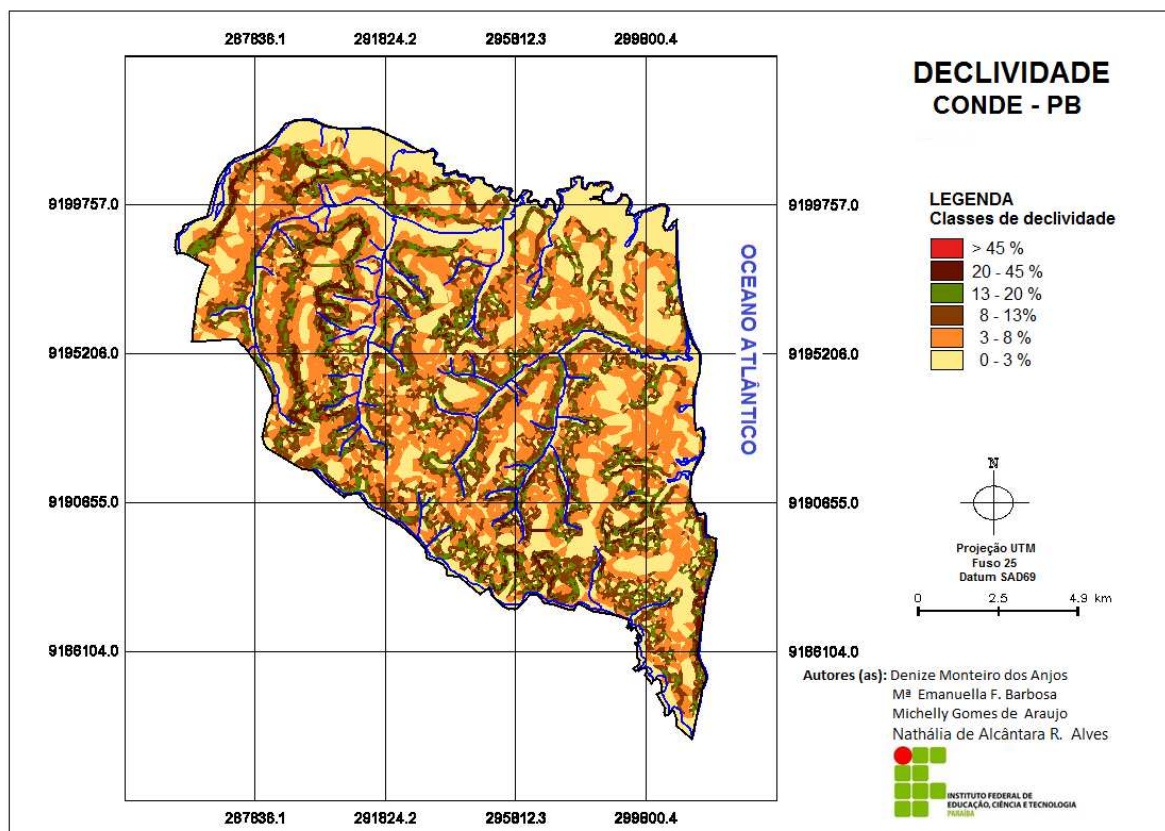 287836.1 291824.2 295812.3 299800.4
DECLIVIDADE
CONDE - PB
9199757.0 9199757.0
LEGENDA
Classes de declividade
> 45 %
20 - 45 %
13 - 20 %
8 - 13%
3 - 8 %
0 - 3 %
OCEANO ATLÂNTICO
9195206.0 9195206.0
9190655.0 9190655.0
N
Projeção UTM
Fuso 25
Datum SAD69
0 2.5 4.9 km
9186104.0 9186104.0
Autores (as): Denize Monteiro dos Anjos
Mª Emanuella F. Barbosa
Michelly Gomes de Araujo
Nathália de Alcântara R. Alves
INSTITUTO FEDERAL DE
EDUCAÇÃO, CIÊNCIA E TECNOLOGIA
PARAÍBA
287836.1 291824.2 295812.3 299800.4